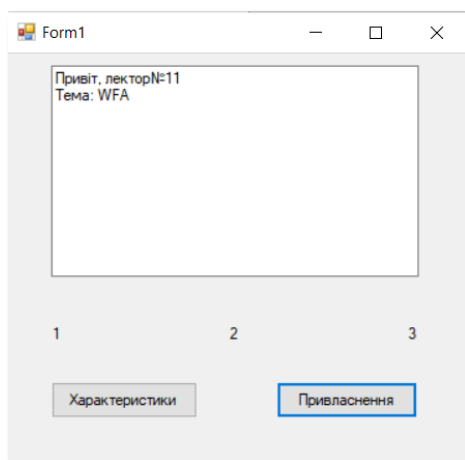 Form1
Привіт, лектор№11
Тема: WFA
1 2 3
Характеристики Привласнення